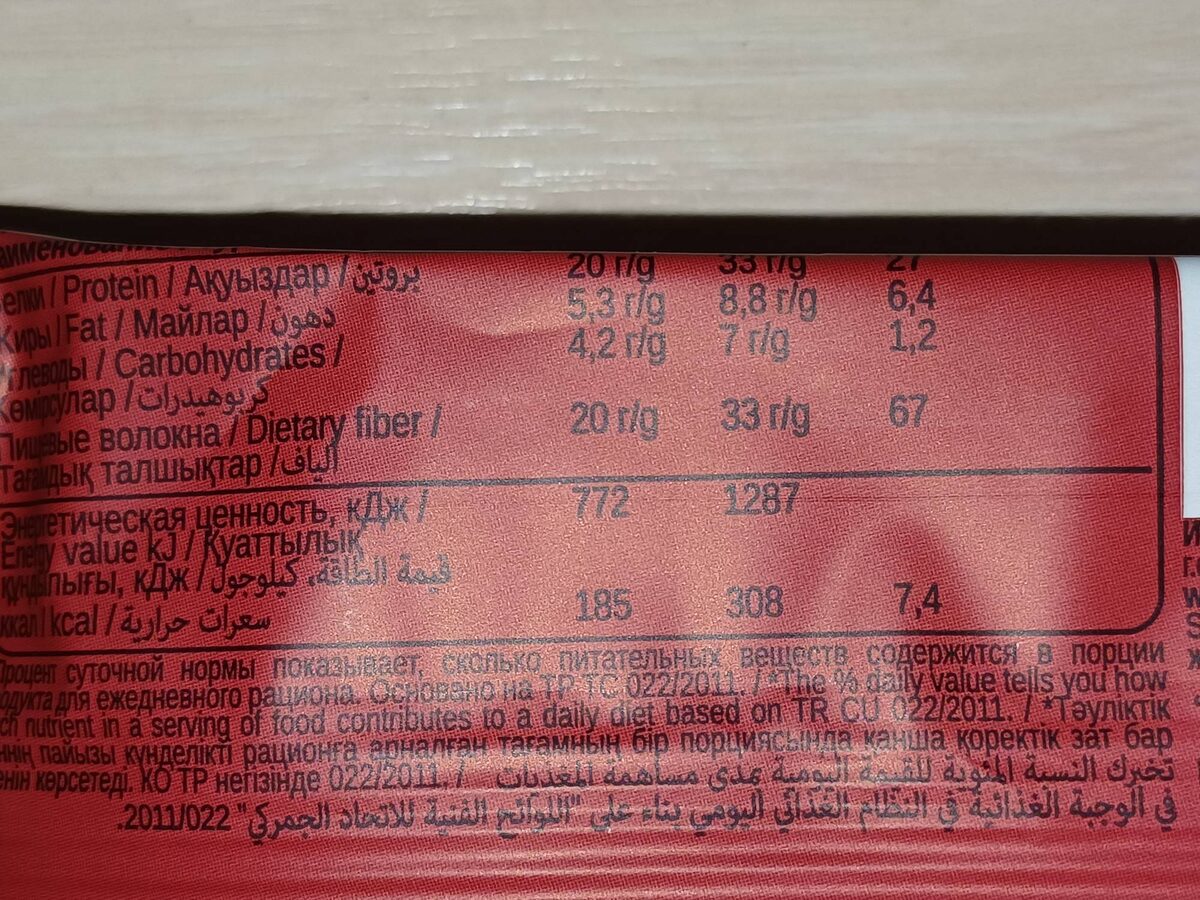 Protein / Ақуыздар / بروتين 20 г/g 33 г/g 27
Fat / Майлар / دهون 5,3 г/g 8,8 г/g 6,4
/ Carbohydrates / 4,2 г/g 7 г/g 1,2
Көмірсулар / كربوهيدرات
Пищевые волокна / Dietary fiber / 20 г/g 33 г/g 67
Тағамдық талшықтар / ألياف
Энергетическая ценность, кДж / 772 1287
Energy value kJ / Қуаттылық
құндылығы, кДж / قيمة الطاقة، كيلوجول
ккал / kcal / سعرات حرارية 185 308 7,4
Процент суточной нормы показывает, сколько питательных веществ содержится в порции
для ежедневного рациона. Основано на ТР ТС 022/2011. / *The % daily value tells you how
nutrient in a serving of food contributes to a daily diet based on TR CU 022/2011. / *Тәуліктік
пайызы күнделікті рационға арналған тағамның бір порциясында қанша қоректік зат бар
көрсетеді. КО ТР негізінде 022/2011. / تخبرك النسبة المئوية للقيمة اليومية بمدى مساهمة المغذيات
في الوجبة الغذائية في النظام الغذائي اليومي بناء على "اللوائح الفنية للاتحاد الجمركي" 2011/022.